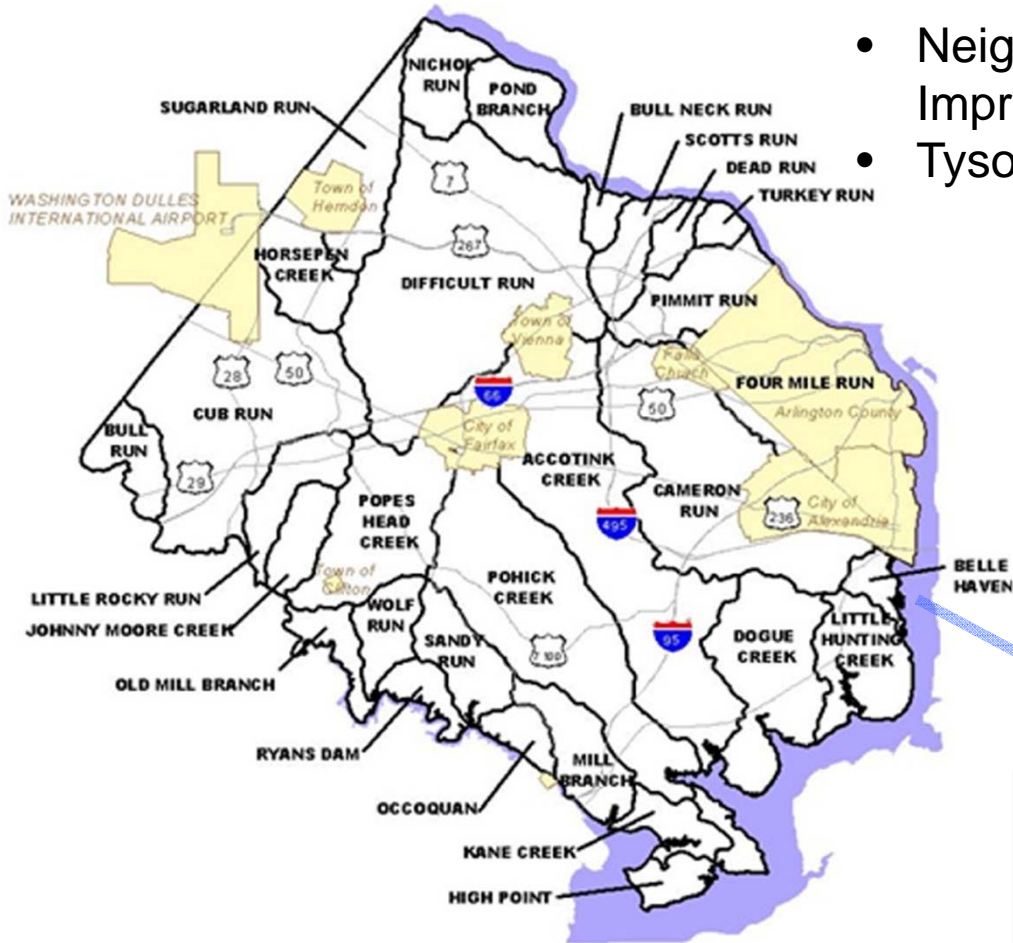 • Neig
Impr
• Tyso
NICHOL
RUN
POND
BRANCH
SUGARLAND RUN
BULL NECK RUN
SCOTTS RUN
DEAD RUN
TURKEY RUN
WASHINGTON DULLES
INTERNATIONAL AIRPORT
Town of
Herndon
7
267
HORSEPEN
CREEK
DIFFICULT RUN
PIMMIT RUN
Town of
Vienna
Falls
Church
FOUR MILE RUN
Arlington County
28
50
66
50
CUB RUN
City of
Fairfax
BULL
RUN
29
ACCOTINK
CREEK
POPES
HEAD
CREEK
CAMERON
RUN
495
236
City of
Alexandria
Town of
Clifton
POHICK
CREEK
BELLE
HAVEN
LITTLE ROCKY RUN
JOHNNY MOORE CREEK
WOLF
RUN
SANDY
RUN
LITTLE
HUNTING
CREEK
DOGUE
CREEK
95
7100
OLD MILL BRANCH
RYANS DAM
MILL
BRANCH
OCCOQUAN
KANE CREEK
HIGH POINT